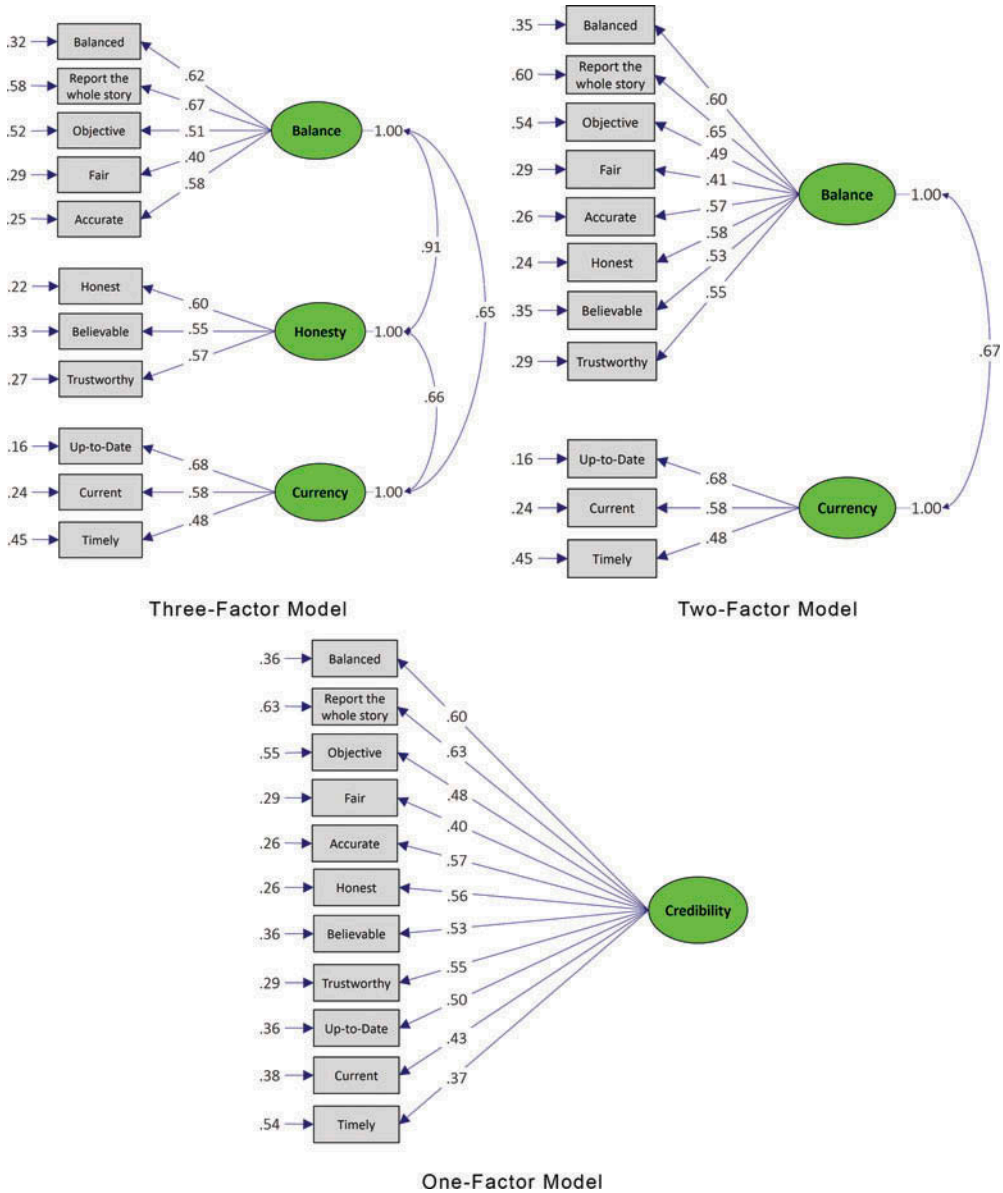 .32
Balanced
.58
Report the
whole story
.52
Objective
.29
Fair
.25
Accurate
.62
.67
.51
.40
.58
Balance
1.00
.22
Honest
.33
Believable
.27
Trustworthy
.60
.55
.57
Honesty
1.00
.16
Up-to-Date
.24
Current
.45
Timely
.68
.58
.48
Currency
1.00
.91
.66
.65
Three-Factor Model
.35
Balanced
.60
Report the
whole story
.54
Objective
.29
Fair
.26
Accurate
.24
Honest
.35
Believable
.29
Trustworthy
.60
.65
.49
.41
.57
.58
.53
.55
Balance
1.00
.16
Up-to-Date
.24
Current
.45
Timely
.68
.58
.48
Currency
1.00
.67
Two-Factor Model
.36
Balanced
.63
Report the
whole story
.55
Objective
.29
Fair
.26
Accurate
.26
Honest
.36
Believable
.29
Trustworthy
.36
Up-to-Date
.38
Current
.54
Timely
.60
.63
.48
.40
.57
.56
.53
.55
.50
.43
.37
Credibility
One-Factor Model